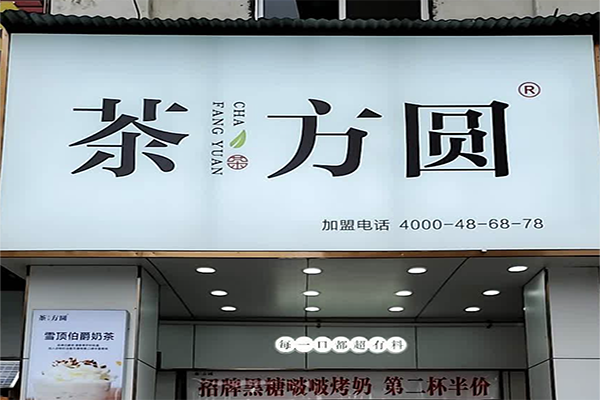 茶方圆
®
CHA
FANG YUAN
茶
加盟电话 4000-48-68-78
每一口都超有料
招牌黑糖啵啵烤奶 第二杯半价
茶方圆
雪顶伯爵奶茶